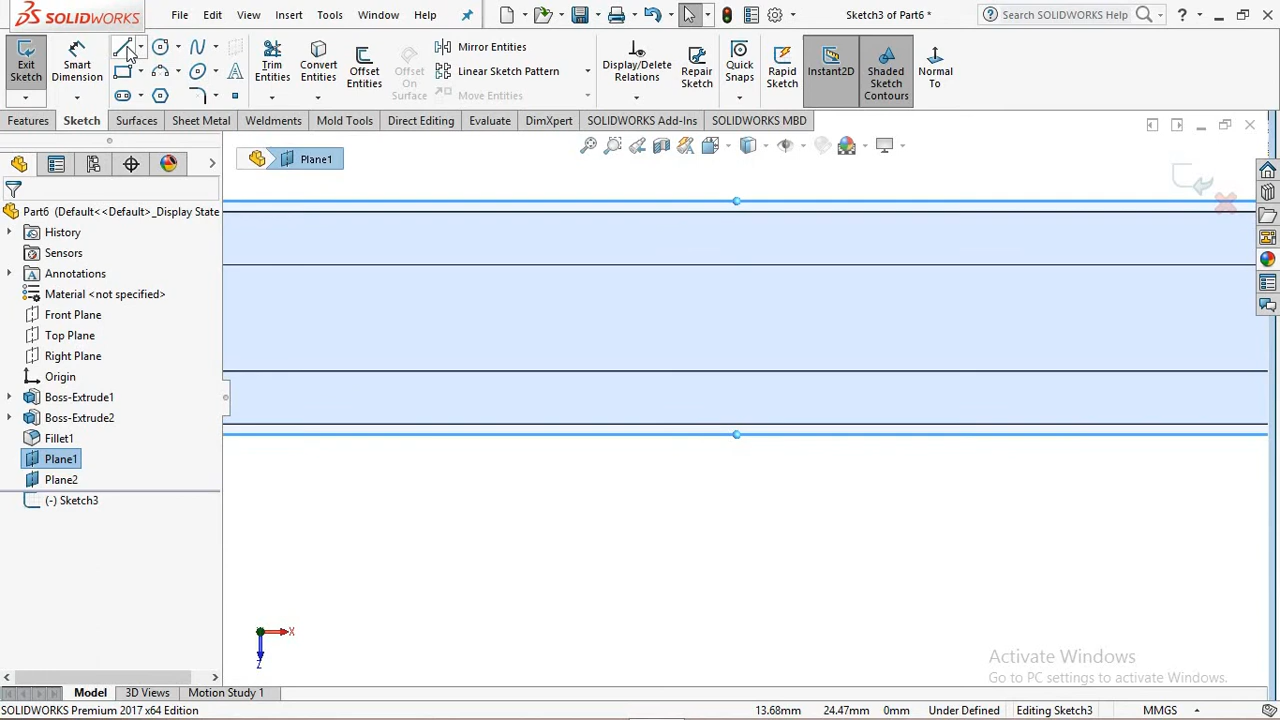 SOLIDWORKS File Edit View Insert Tools Window Help Sketch3 of Part6 * Search SOLIDWORKS Help ?
Exit Sketch Smart Dimension Trim Entities Convert Entities Offset Entities Offset On Surface Mirror Entities Linear Sketch Pattern Move Entities Display/Delete Relations Repair Sketch Quick Snaps Rapid Sketch Instant2D Shaded Sketch Contours Normal To
Features Sketch Surfaces Sheet Metal Weldments Mold Tools Direct Editing Evaluate DimXpert SOLIDWORKS Add-Ins SOLIDWORKS MBD
Plane1
Part6 (Default<<Default>_Display State
History
Sensors
Annotations
Material <not specified>
Front Plane
Top Plane
Right Plane
Origin
Boss-Extrude1
Boss-Extrude2
Fillet1
Plane1
Plane2
(-) Sketch3
X
Z
Activate Windows
Go to PC settings to activate Windows.
Model 3D Views Motion Study 1
SOLIDWORKS Premium 2017 x64 Edition 13.68mm 24.47mm 0mm Under Defined Editing Sketch3 MMGS